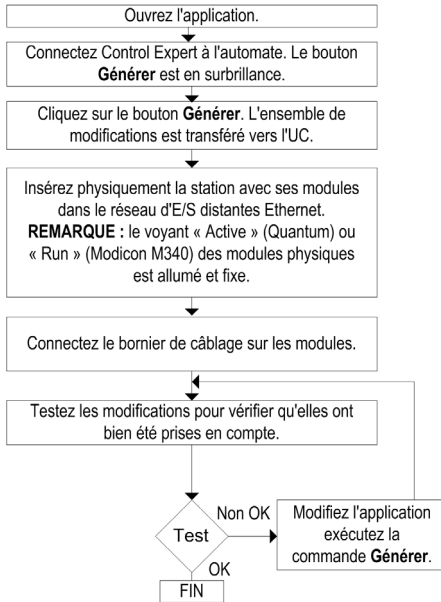 Ouvrez l'application.
Connectez Control Expert à l'automate. Le bouton
Générer est en surbrillance.
Cliquez sur le bouton Générer. L'ensemble de
modifications est transféré vers l'UC.
Insérez physiquement la station avec ses modules
dans le réseau d'E/S distantes Ethernet.
REMARQUE : le voyant « Active » (Quantum) ou
« Run » (Modicon M340) des modules physiques
est allumé et fixe.
Connectez le bornier de câblage sur les modules.
Testez les modifications pour vérifier qu'elles ont
bien été prises en compte.
Test
Non OK
Modifiez l'application
exécutez la
commande Générer.
OK
FIN